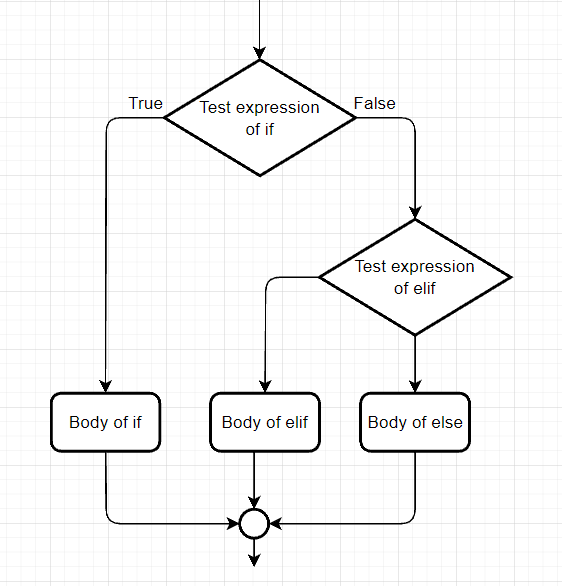 True
False
Test expression
of if
Test expression
of elif
Body of if
Body of elif
Body of else